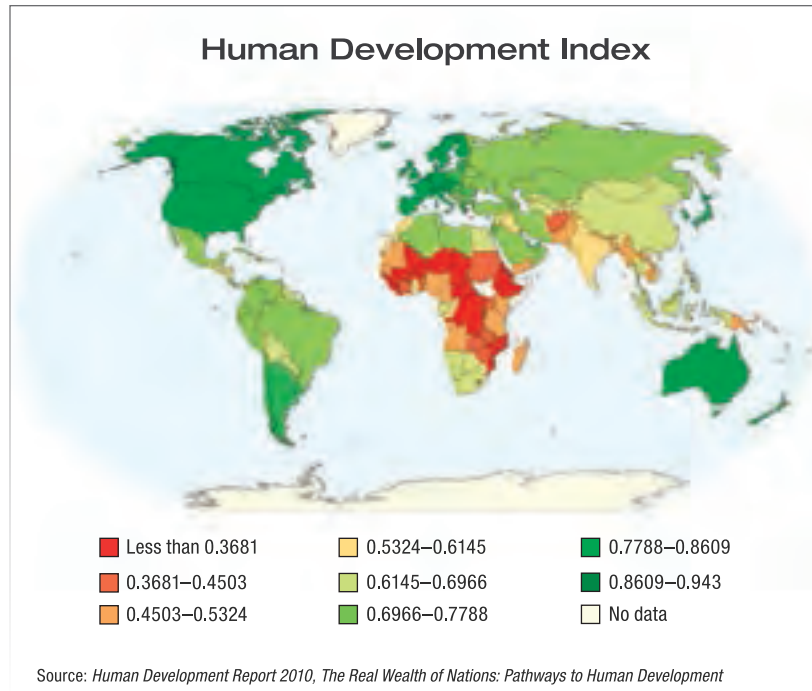 Human Development Index
Less than 0.3681
0.3681–0.4503
0.4503–0.5324
0.5324–0.6145
0.6145–0.6966
0.6966–0.7788
0.7788–0.8609
0.8609–0.943
No data
Source: Human Development Report 2010, The Real Wealth of Nations: Pathways to Human Development